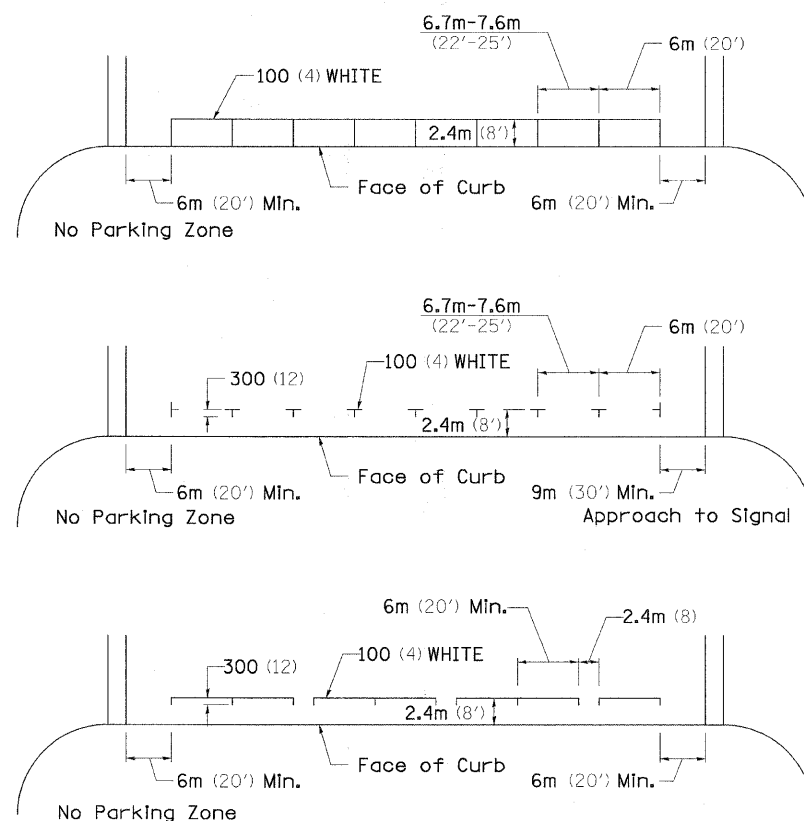 6.7m-7.6m
(22'-25')
6m (20')
100 (4) WHITE
2.4m (8')
Face of Curb
6m (20') Min.
6m (20') Min.
No Parking Zone
6.7m-7.6m
(22'-25')
6m (20')
100 (4) WHITE
300 (12)
2.4m (8')
Face of Curb
6m (20') Min.
9m (30') Min.
No Parking Zone
Approach to Signal
6m (20') Min.
2.4m (8)
100 (4) WHITE
300 (12)
2.4m (8')
Face of Curb
6m (20') Min.
6m (20') Min.
No Parking Zone